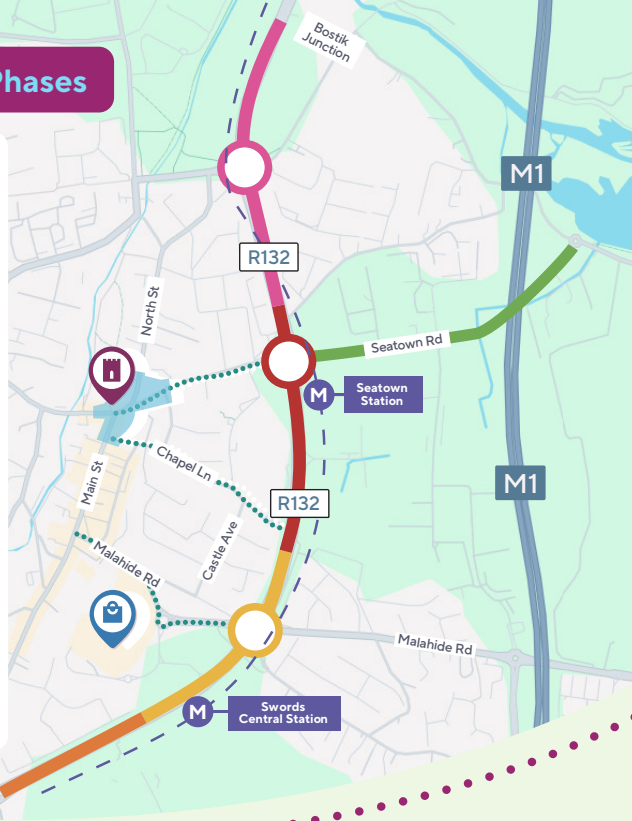 Phases
Bostik
Junction
M1
R132
North St
Seatown Rd
M
Seatown
Station
Chapel Ln
Main St
M1
R132
Castle Ave
Malahide Rd
Malahide Rd
M
Swords
Central Station